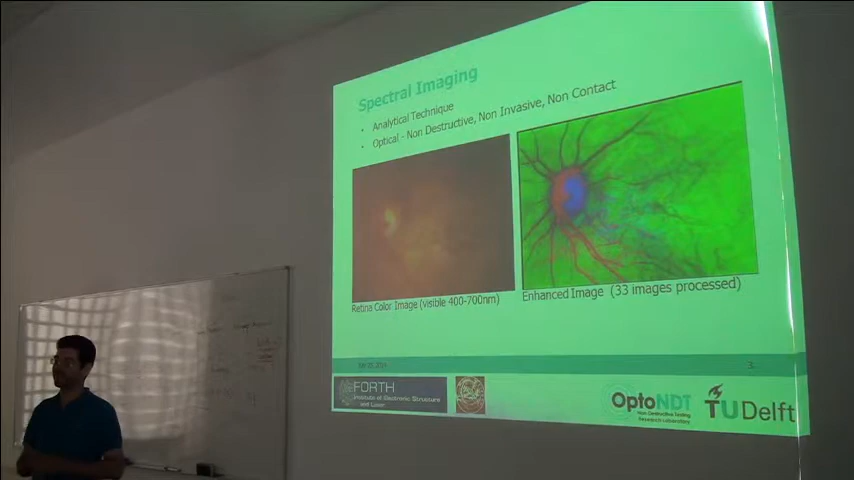 Spectral Imaging
• Analytical Technique
• Optical - Non Destructive, Non Invasive, Non Contact
Retina Color Image (visible 400-700nm)
Enhanced Image (33 images processed)
3
FORTH
Institute of Electronic Structure
and Laser
OptoNDT
Non Destructive Testing
Research Laboratory
TU Delft